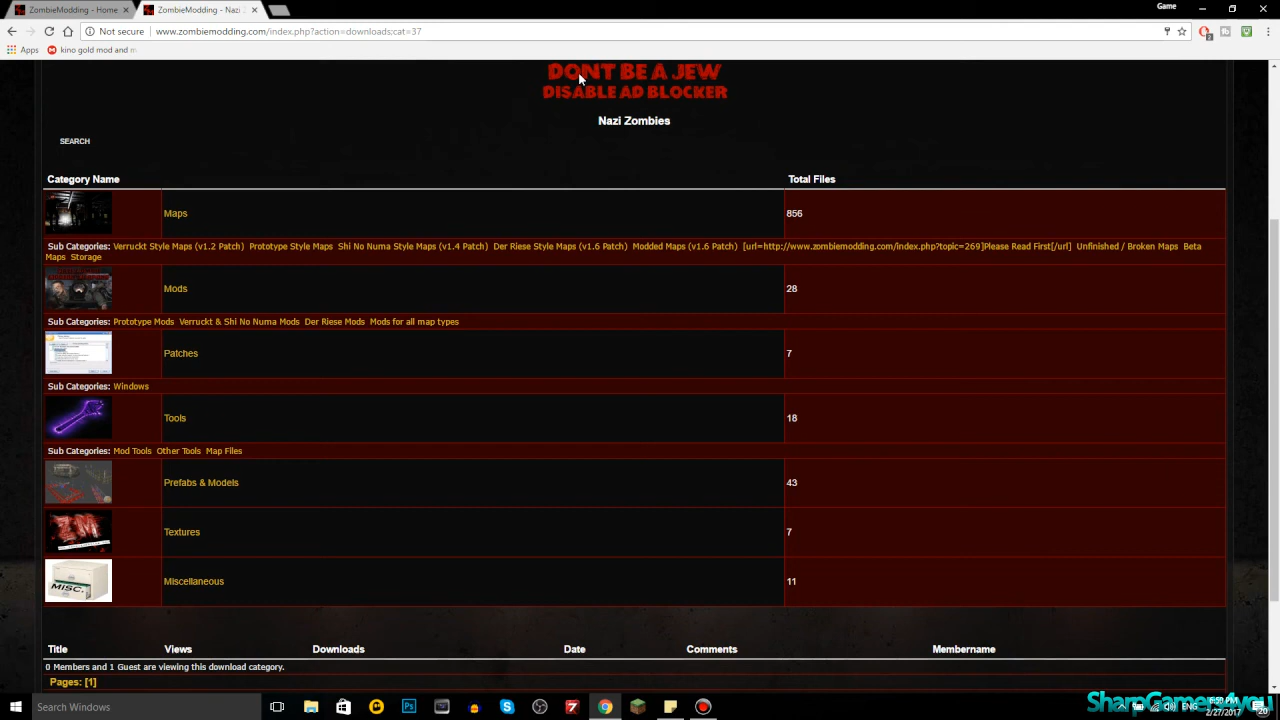 ZombieModding - Home
ZombieModding - Nazi Z
Game
Not secure
www.zombiemodding.com/index.php?action=downloads;cat=37
Apps
kino gold mod and m
DONT BE A JEW
DISABLE AD BLOCKER
Nazi Zombies
SEARCH
Category Name Total Files
Maps 856
Sub Categories: Verruckt Style Maps (v1.2 Patch) Prototype Style Maps Shi No Numa Style Maps (v1.4 Patch) Der Riese Style Maps (v1.6 Patch) Modded Maps (v1.6 Patch) [url=http://www.zombiemodding.com/index.php?topic=269]Please Read First[/url] Unfinished / Broken Maps Beta
Maps Storage
Mods 28
Sub Categories: Prototype Mods Verruckt & Shi No Numa Mods Der Riese Mods Mods for all map types
Patches 7
Sub Categories: Windows
Tools 18
Sub Categories: Mod Tools Other Tools Map Files
Prefabs & Models 43
ZM
Textures 7
MISC.
Miscellaneous 11
Title Views Downloads Date Comments Membername
0 Members and 1 Guest are viewing this download category.
Pages: [1]
SharpGamer4you
Search Windows
ENG
2/27/2017
20